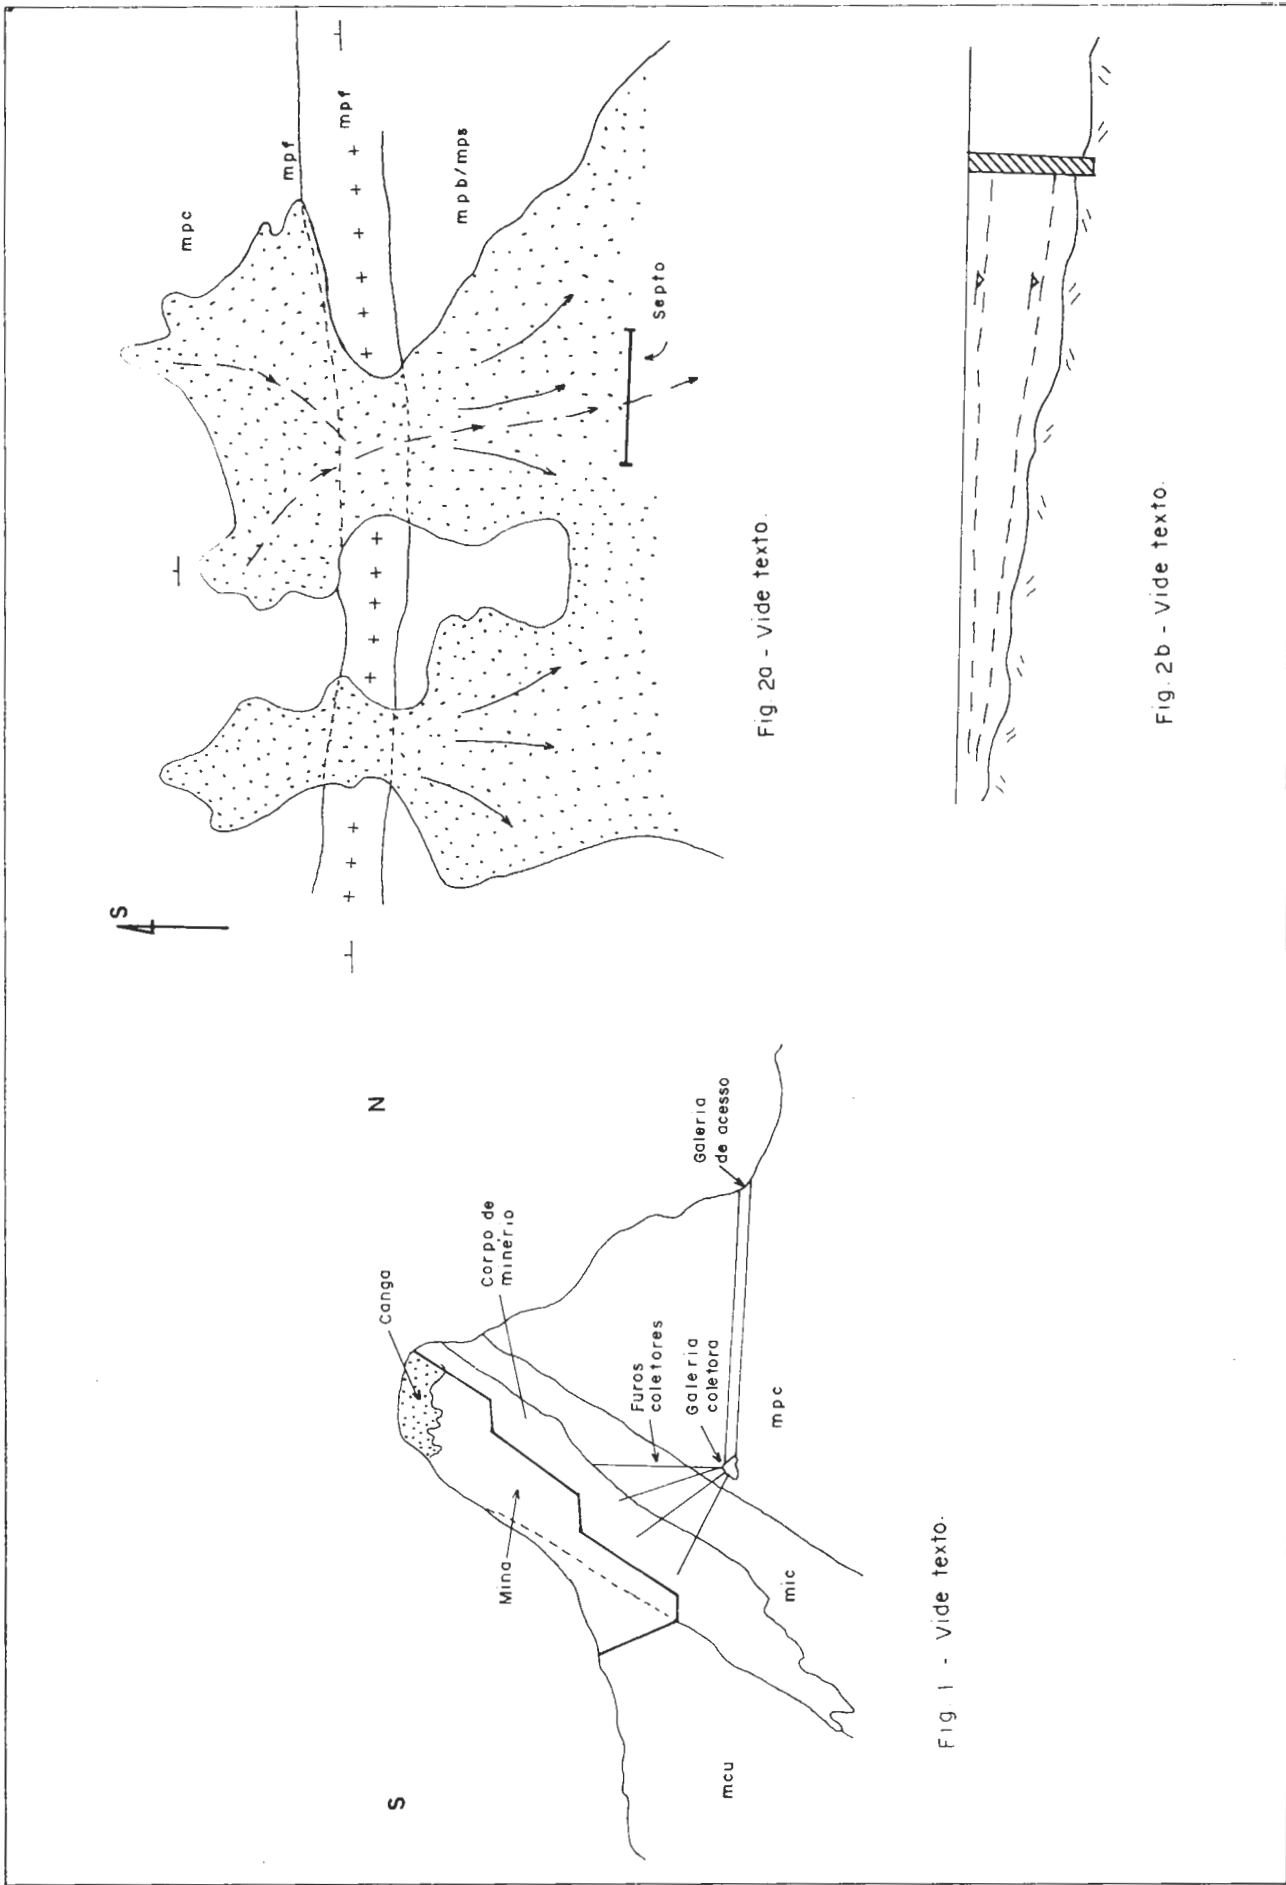 S
N
Canga
Corpo de
minério
Mina
Furos
coletores
Galeria
coletora
Galeria
de acesso
mpc
mic
mcu
Fig. 1 - Vide texto.
S
mpc
mpf
mpf
mpb/mps
Septo
Fig. 2a - Vide texto.
Fig. 2b - Vide texto.